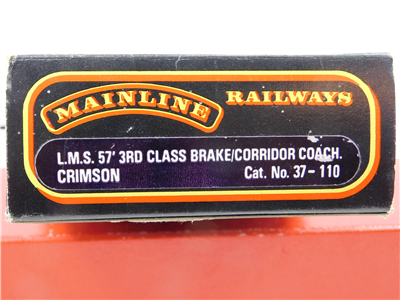 MAINLINE RAILWAYS
L.M.S. 57' 3RD CLASS BRAKE/CORRIDOR COACH.
CRIMSON Cat. No. 37-110